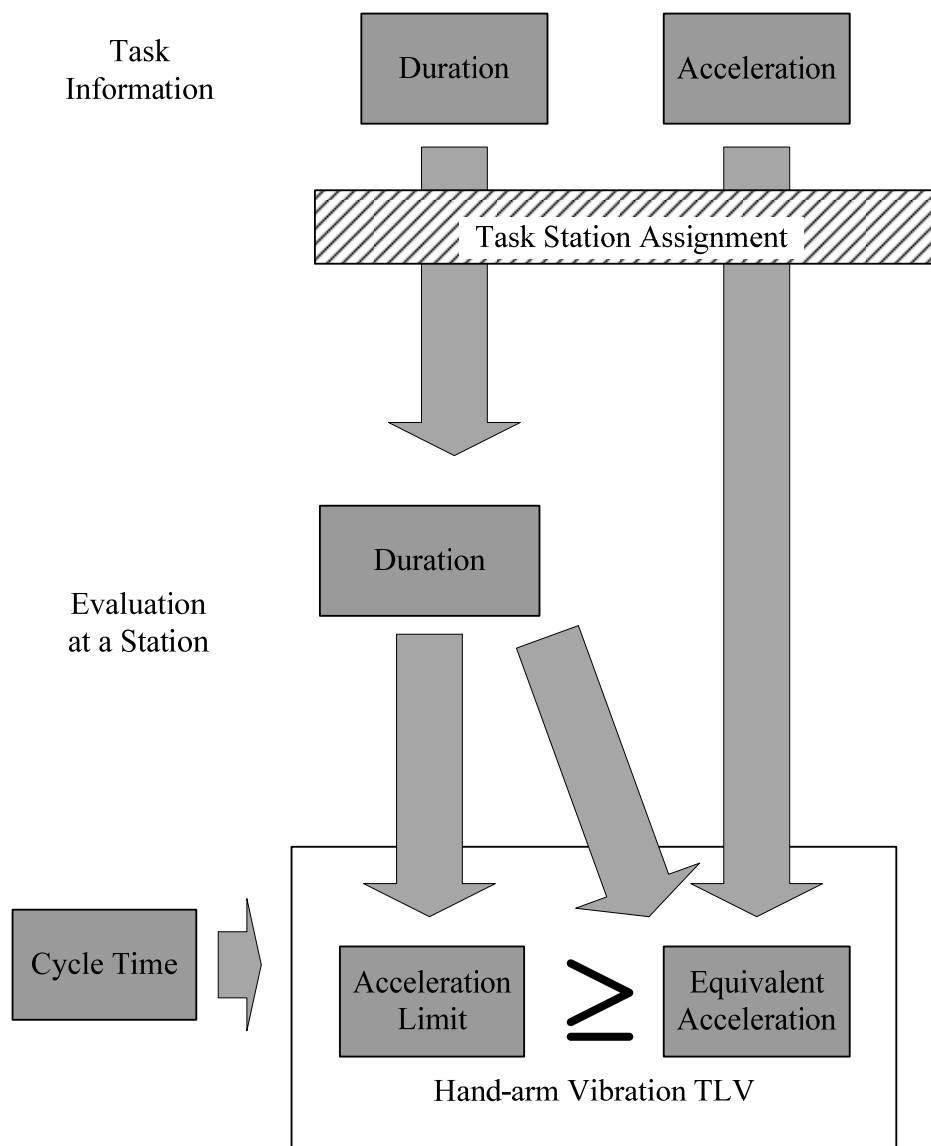 Task
Information
Duration
Acceleration
Task Station Assignment
Duration
Evaluation
at a Station
Cycle Time
Acceleration
Limit
≥
Equivalent
Acceleration
Hand-arm Vibration TLV